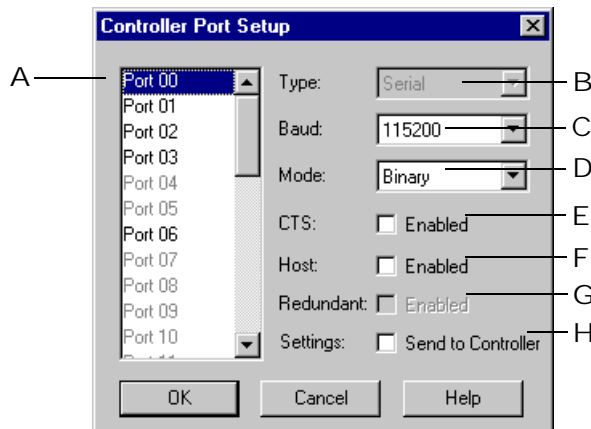 Controller Port Setup
A
Port 00
Port 01
Port 02
Port 03
Port 04
Port 05
Port 06
Port 07
Port 08
Port 09
Port 10
Type: Serial B
Baud: 115200 C
Mode: Binary D
CTS: Enabled E
Host: Enabled F
Redundant: Enabled G
Settings: Send to Controller H
OK Cancel Help